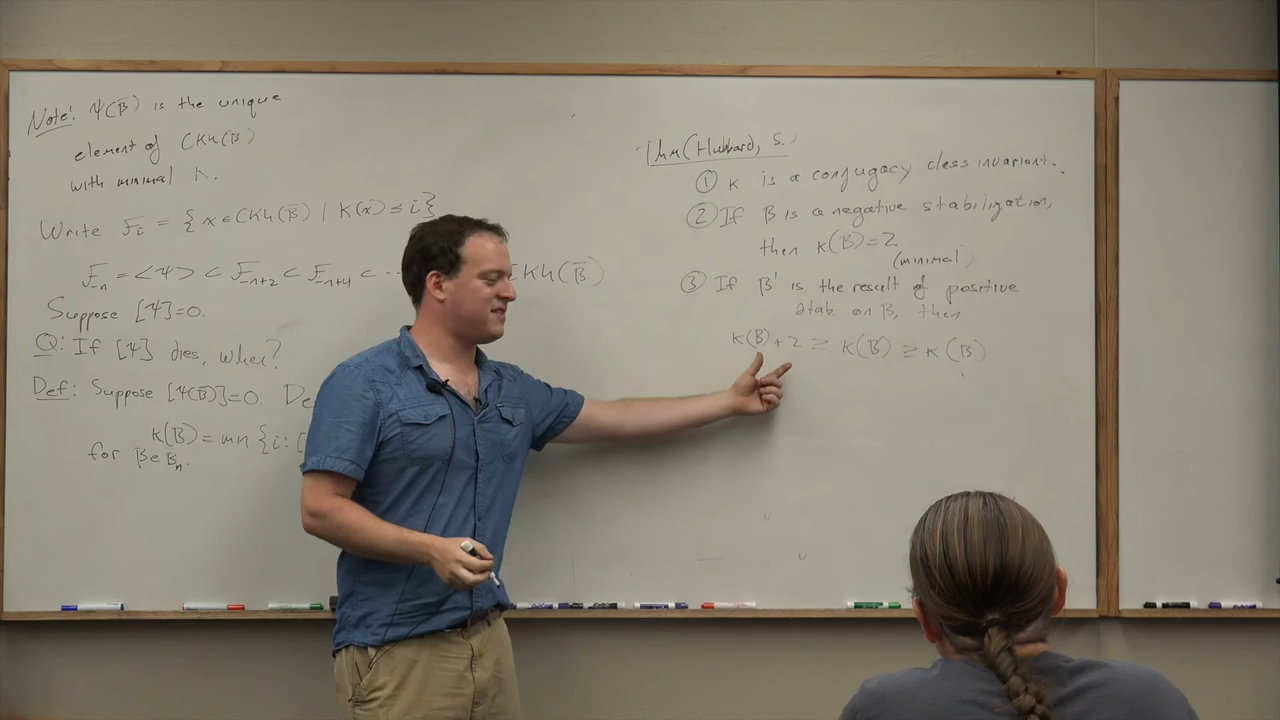 Note: Ψ(β̄) is the unique
element of CKh(β̄)
with minimal K.
Write F_i = { x ∈ CKh(β̄) | K(x) ≤ i }
F_-n = <Ψ> ⊂ F_-n+2 ⊂ F_-n+4 ⊂ ... CKh(β̄)
Suppose [Ψ]=0.
Q: If [Ψ] dies, when?
Def: Suppose [Ψ(β̄)]=0. De
K(β) = min { i : [
for β ∈ B_n.
Thm (Hubbard, S.)
① K is a conjugacy class invariant.
② If β is a negative stabilization,
then K(β)=2
(minimal)
③ If β' is the result of positive
stab. on β, then
K(β)+2 ≥ K(β) ≥ K(β)